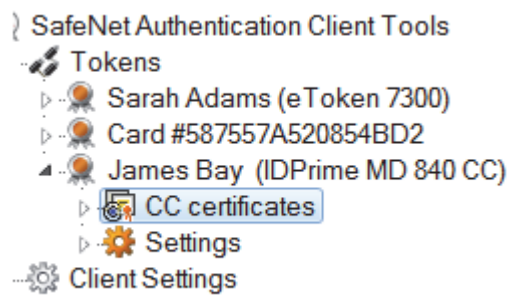 SafeNet Authentication Client Tools
Tokens
Sarah Adams (eToken 7300)
Card #587557A520854BD2
James Bay (IDPrime MD 840 CC)
CC certificates
Settings
Client Settings